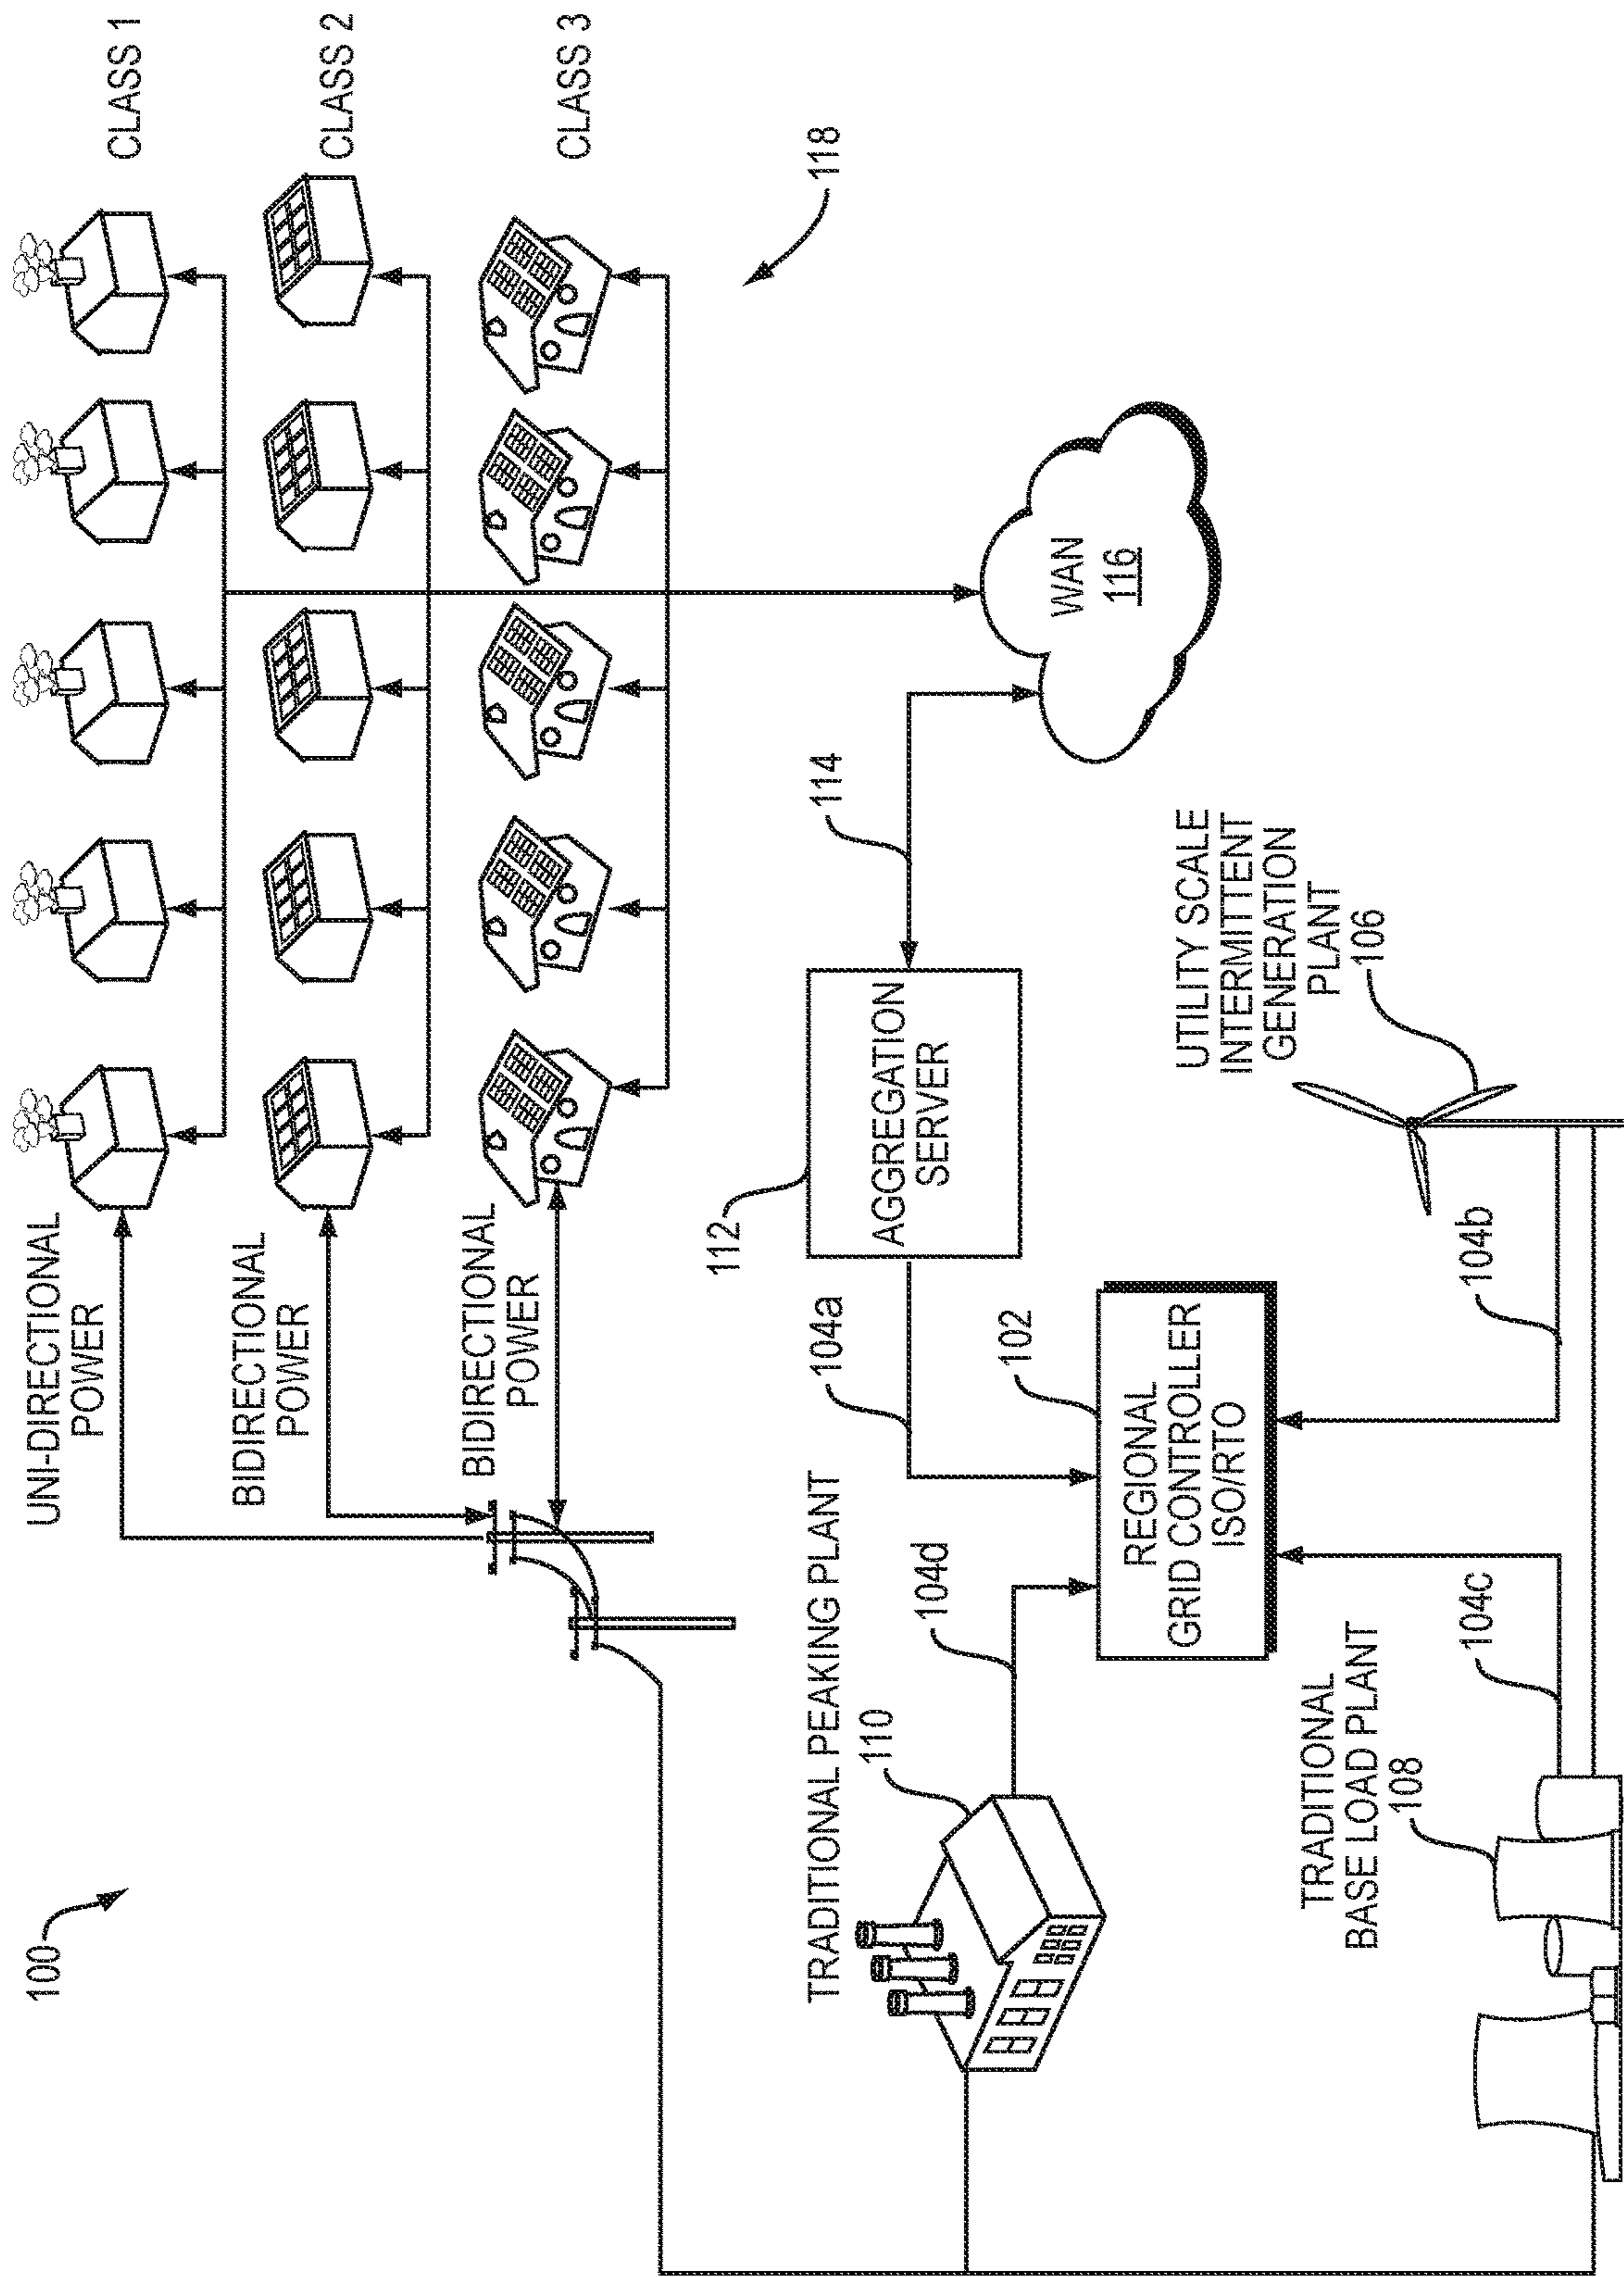 100
UNI-DIRECTIONAL
POWER
CLASS 1
BIDIRECTIONAL
POWER
CLASS 2
BIDIRECTIONAL
POWER
CLASS 3
118
TRADITIONAL PEAKING PLANT
110
104d
104a
112
AGGREGATION
SERVER
114
WAN
116
102
REGIONAL
GRID CONTROLLER
ISO/RTO
TRADITIONAL
BASE LOAD PLANT
108
104c
104b
UTILITY SCALE
INTERMITTENT
GENERATION
PLANT
106